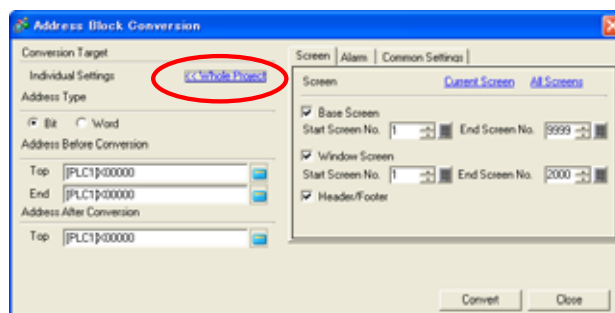 Address Block Conversion
Conversion Target
Individual Settings
<<Whole Project
Address Type
Bit
Word
Address Before Conversion
Top
[PLC1]X00000
End
[PLC1]X00000
Address After Conversion
Top
[PLC1]X00000
Screen
Alarm
Common Settings
Screen
Current Screen
All Screens
Base Screen
Start Screen No.
1
End Screen No.
9999
Window Screen
Start Screen No.
1
End Screen No.
2000
Header/Footer
Convert
Close